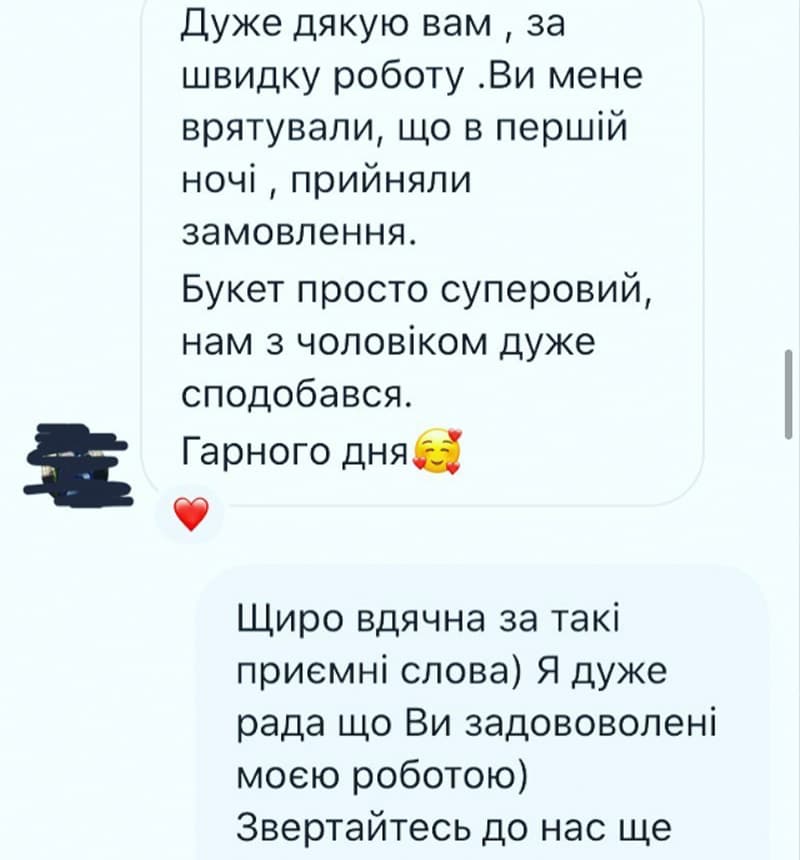 Дуже дякую вам , за
швидку роботу .Ви мене
врятували, що в першій
ночі , прийняли
замовлення.
Букет просто суперовий,
нам з чоловіком дуже
сподобався.
Гарного дня🥰
Щиро вдячна за такі
приємні слова) Я дуже
рада що Ви задововолені
моєю роботою)
Звертайтесь до нас ще